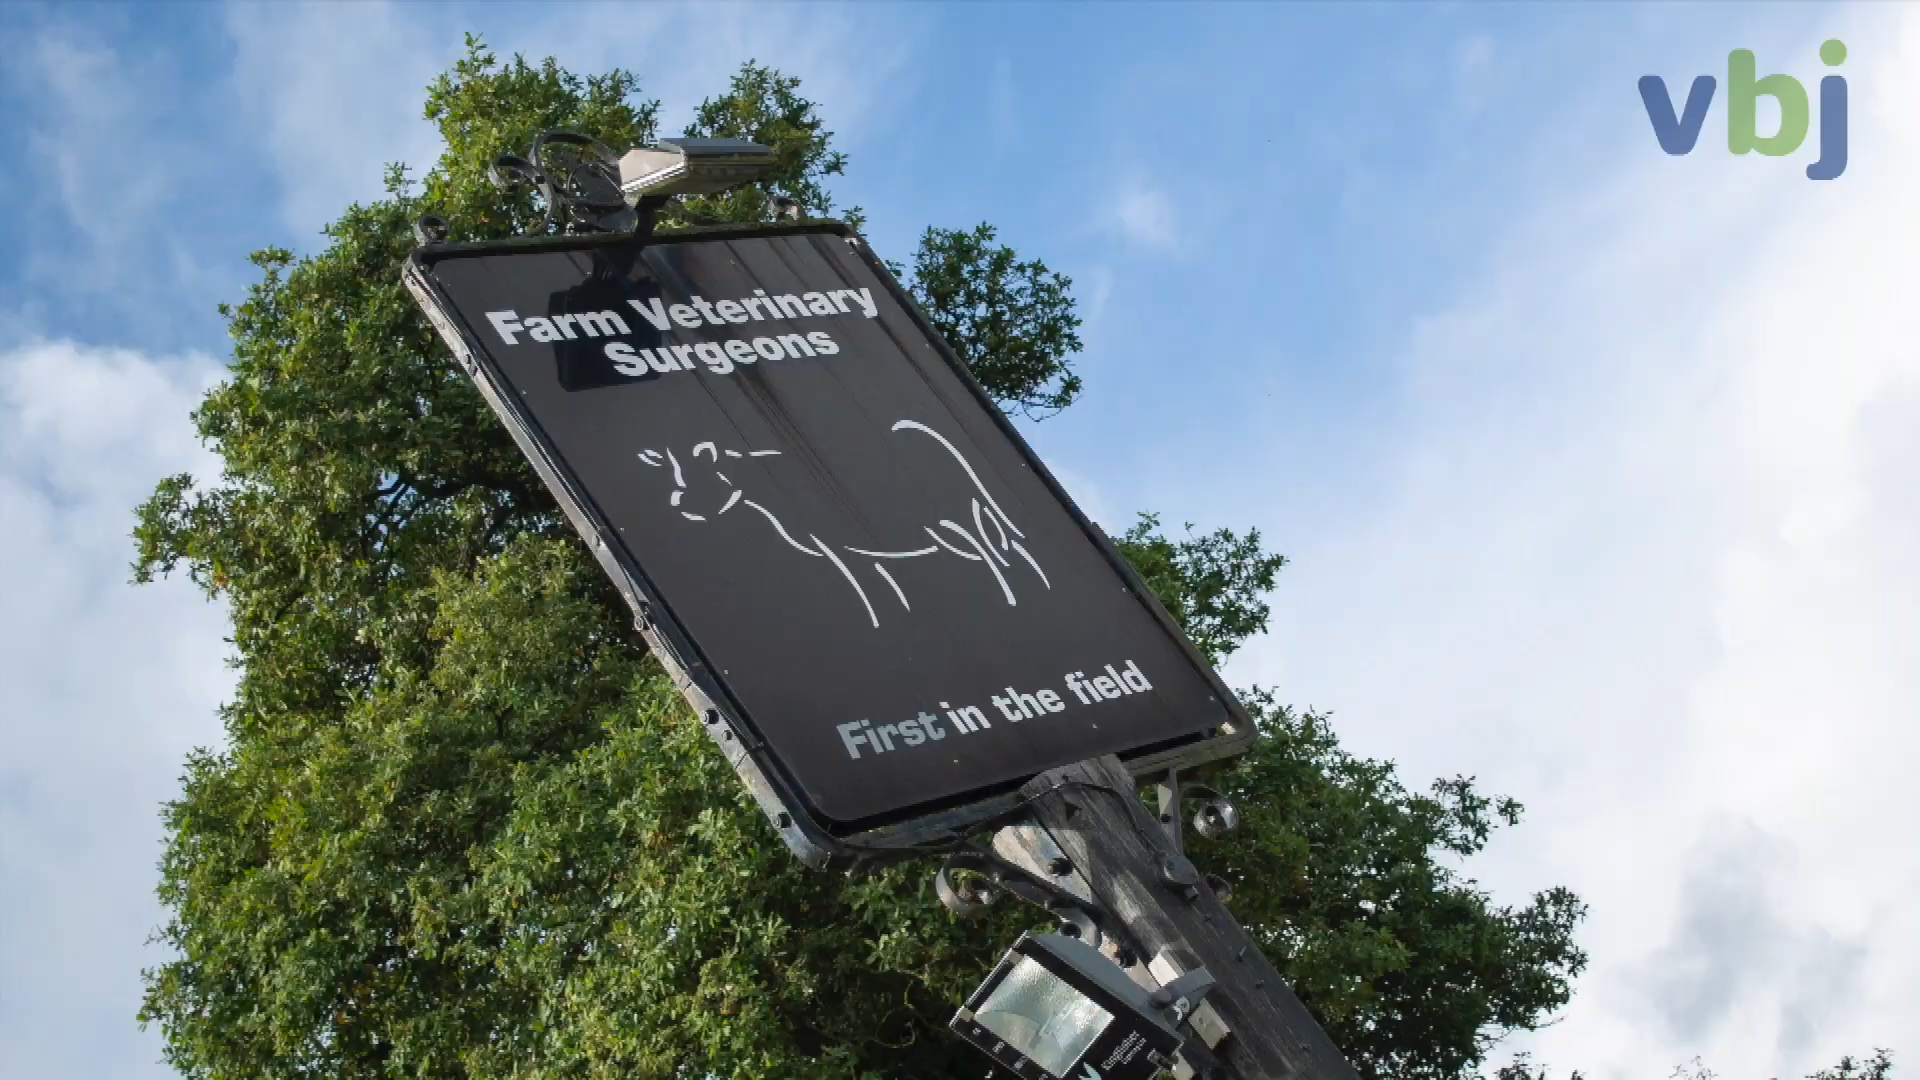 vbj
Farm Veterinary
Surgeons
First in the field